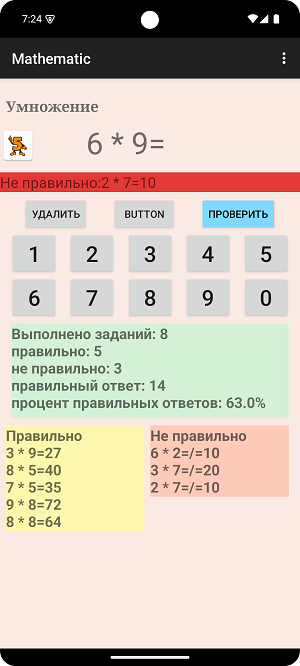 7:24
Mathematic
Умножение
6 * 9=
Не правильно:2 * 7=10
УДАЛИТЬ
BUTTON
ПРОВЕРИТЬ
1
2
3
4
5
6
7
8
9
0
Выполнено заданий: 8
правильно: 5
не правильно: 3
правильный ответ: 14
процент правильных ответов: 63.0%
Правильно
3 * 9=27
8 * 5=40
7 * 5=35
9 * 8=72
8 * 8=64
Не правильно
6 * 2=/=10
3 * 7=/=20
2 * 7=/=10